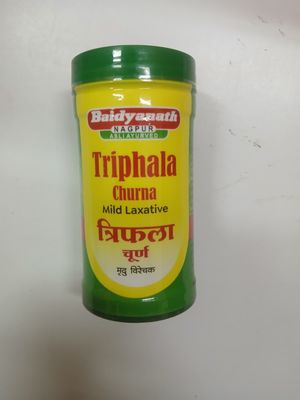 Baidyanath
NAGPUR
ASLI AYURVED
Triphala
Churna
Mild Laxative
त्रिफला
चूर्ण
मृदु विरेचक